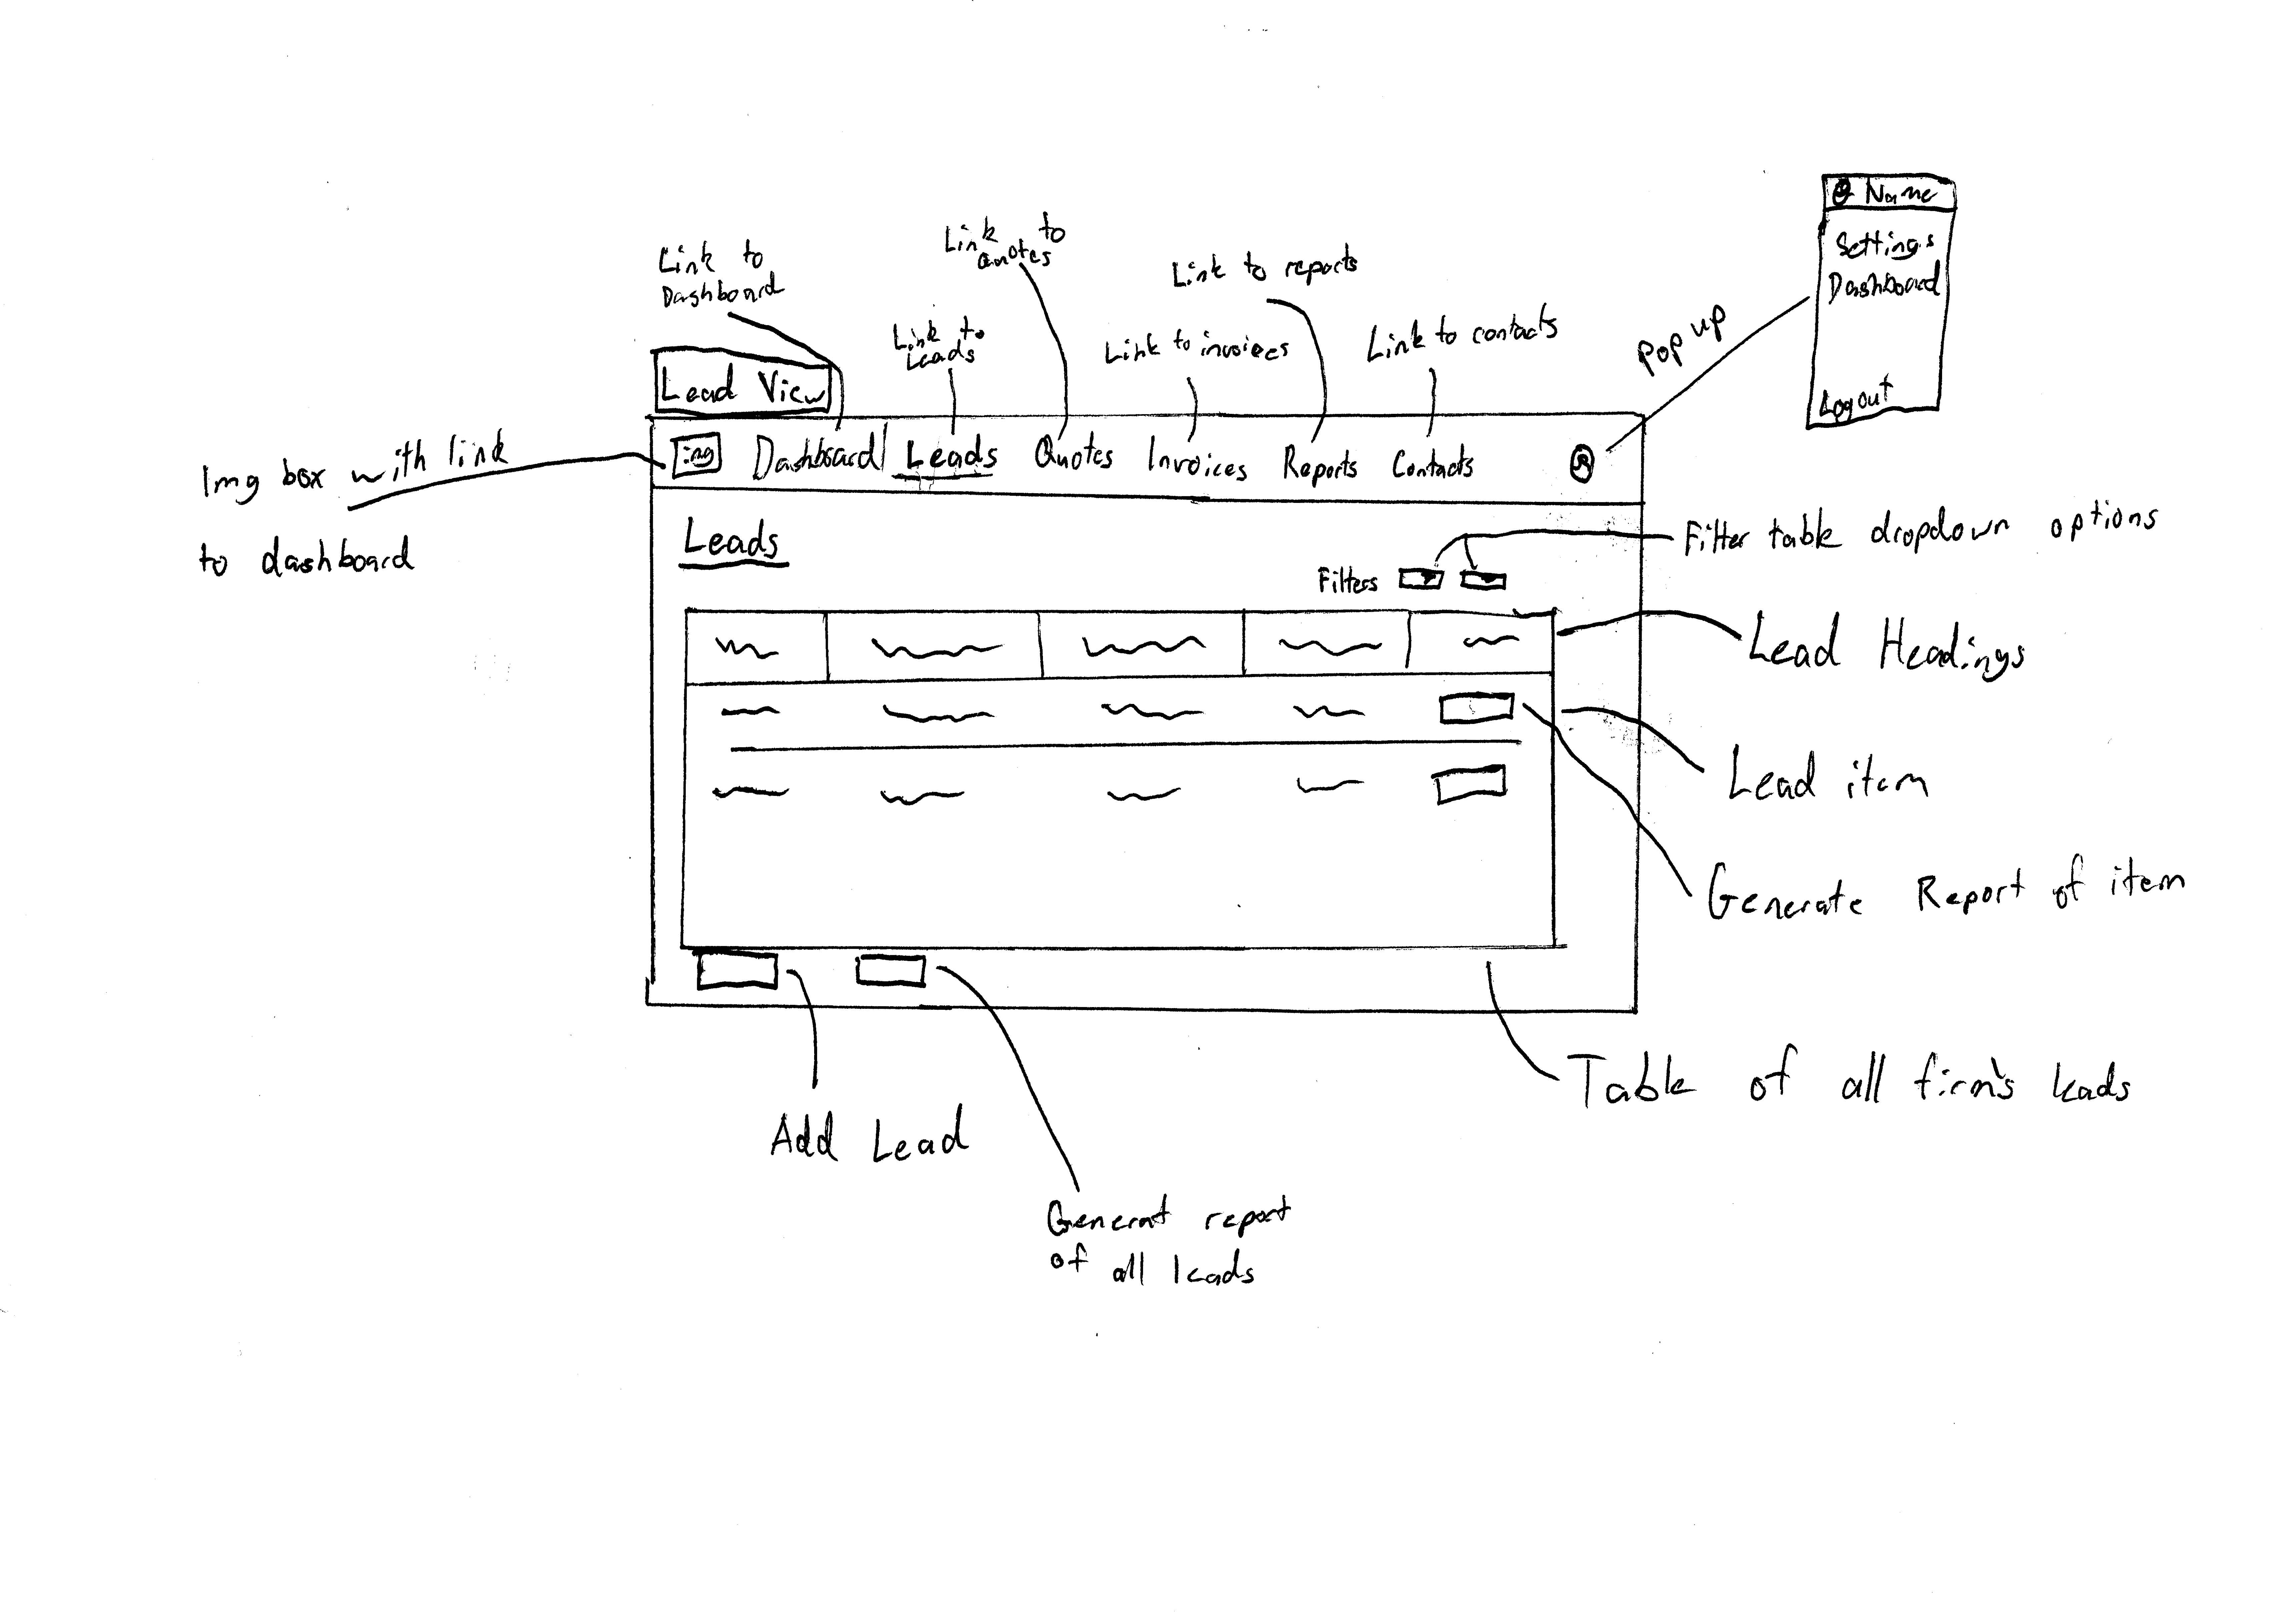 Name
Settings
Dashboard
Logout
Pop up
Link to
Dashboard
Link to
Quotes
Link to
Leads
Link to reports
Link to invoices
Link to contacts
Lead View
Img box with link
to dashboard
img Dashboard Leads Quotes Invoices Reports Contacts
Leads
Filters
Filter table dropdown options
Lead Headings
Lead item
Generate Report of item
Table of all firm's leads
Add Lead
Generat report
of all leads